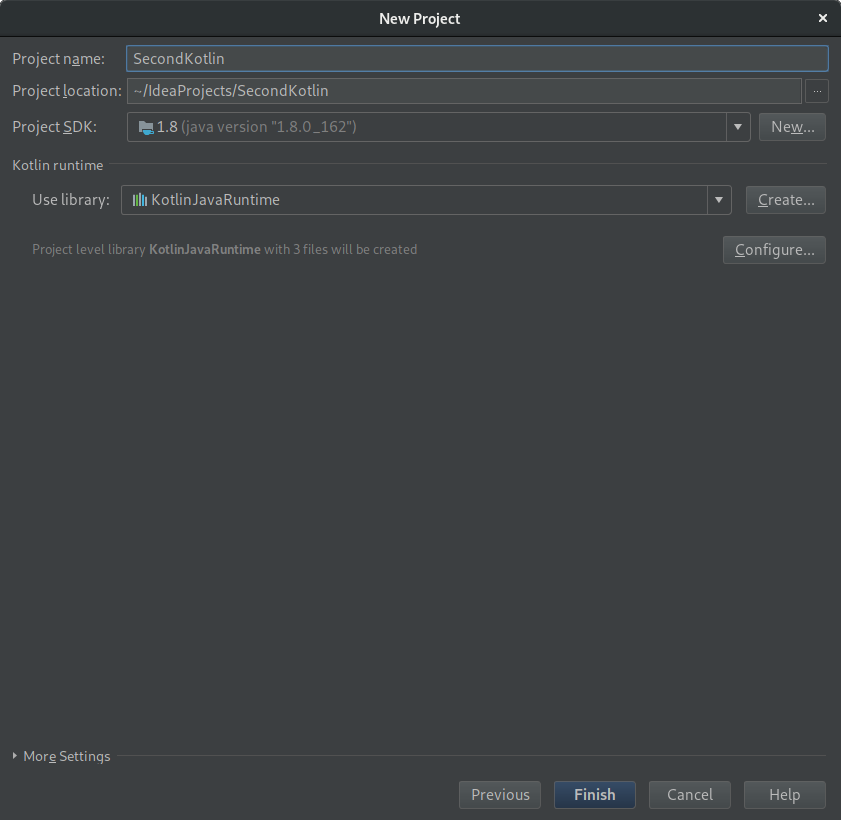 New Project
Project name: SecondKotlin
Project location: ~/IdeaProjects/SecondKotlin ...
Project SDK: 1.8 (java version "1.8.0_162") New...
Kotlin runtime
Use library: KotlinJavaRuntime Create...
Project level library KotlinJavaRuntime with 3 files will be created Configure...
More Settings
Previous Finish Cancel Help